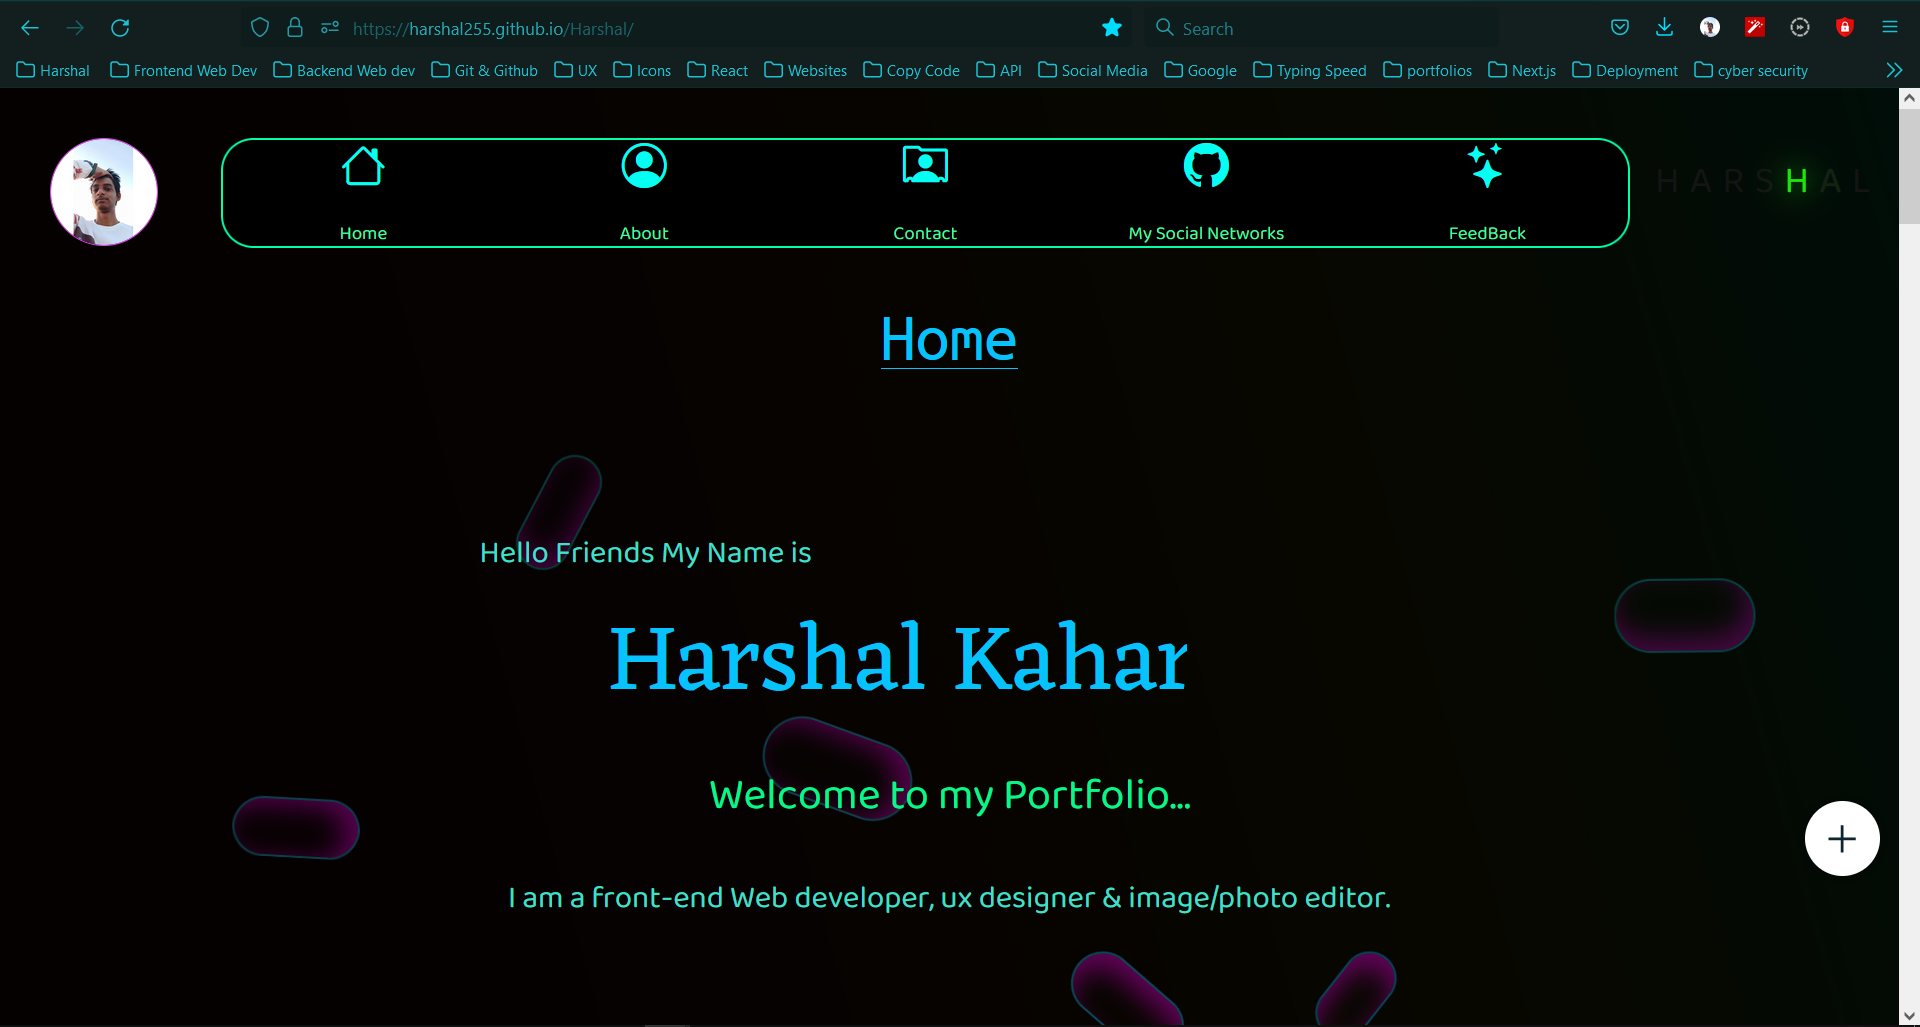 https://harshal255.github.io/Harshal/
Search
Harshal Frontend Web Dev Backend Web dev Git & Github UX Icons React Websites Copy Code API Social Media Google Typing Speed portfolios Next.js Deployment cyber security
HARSHAL
Home About Contact My Social Networks FeedBack
Home
Hello Friends My Name is
Harshal Kahar
Welcome to my Portfolio...
I am a front-end Web developer, ux designer & image/photo editor.